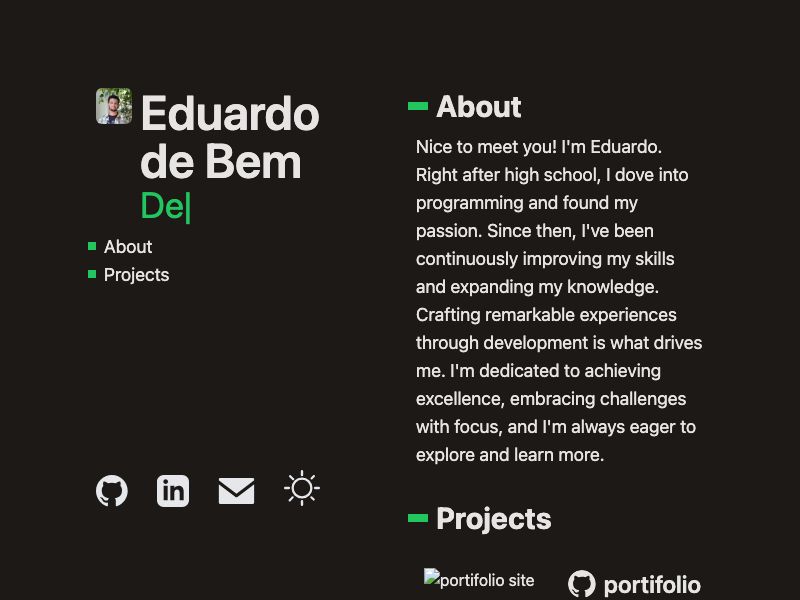 Eduardo
de Bem
De|
About
Projects
About
Nice to meet you! I'm Eduardo.
Right after high school, I dove into
programming and found my
passion. Since then, I've been
continuously improving my skills
and expanding my knowledge.
Crafting remarkable experiences
through development is what drives
me. I'm dedicated to achieving
excellence, embracing challenges
with focus, and I'm always eager to
explore and learn more.
Projects
portifolio site
portifolio